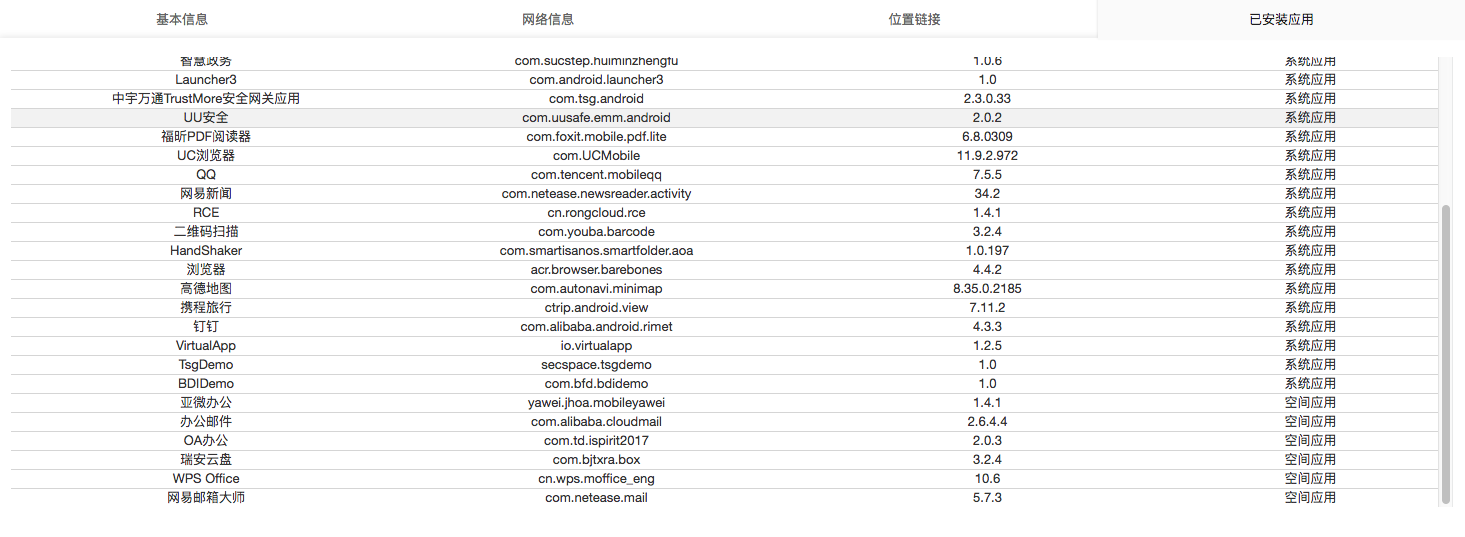 基本信息 网络信息 位置链接 已安装应用
智慧政务 com.sucstep.huiminzhengfu 1.0.6 系统应用
Launcher3 com.android.launcher3 1.0 系统应用
中宇万通TrustMore安全网关应用 com.tsg.android 2.3.0.33 系统应用
UU安全 com.uusafe.emm.android 2.0.2 系统应用
福昕PDF阅读器 com.foxit.mobile.pdf.lite 6.8.0309 系统应用
UC浏览器 com.UCMobile 11.9.2.972 系统应用
QQ com.tencent.mobileqq 7.5.5 系统应用
网易新闻 com.netease.newsreader.activity 34.2 系统应用
RCE cn.rongcloud.rce 1.4.1 系统应用
二维码扫描 com.youba.barcode 3.2.4 系统应用
HandShaker com.smartisanos.smartfolder.aoa 1.0.197 系统应用
浏览器 acr.browser.barebones 4.4.2 系统应用
高德地图 com.autonavi.minimap 8.35.0.2185 系统应用
携程旅行 ctrip.android.view 7.11.2 系统应用
钉钉 com.alibaba.android.rimet 4.3.3 系统应用
VirtualApp io.virtualapp 1.2.5 系统应用
TsgDemo secspace.tsgdemo 1.0 系统应用
BDIDemo com.bfd.bdidemo 1.0 系统应用
亚微办公 yawei.jhoa.mobileyawei 1.4.1 空间应用
办公邮件 com.alibaba.cloudmail 2.6.4.4 空间应用
OA办公 com.td.ispirit2017 2.0.3 空间应用
瑞安云盘 com.bjtxra.box 3.2.4 空间应用
WPS Office cn.wps.moffice_eng 10.6 空间应用
网易邮箱大师 com.netease.mail 5.7.3 空间应用